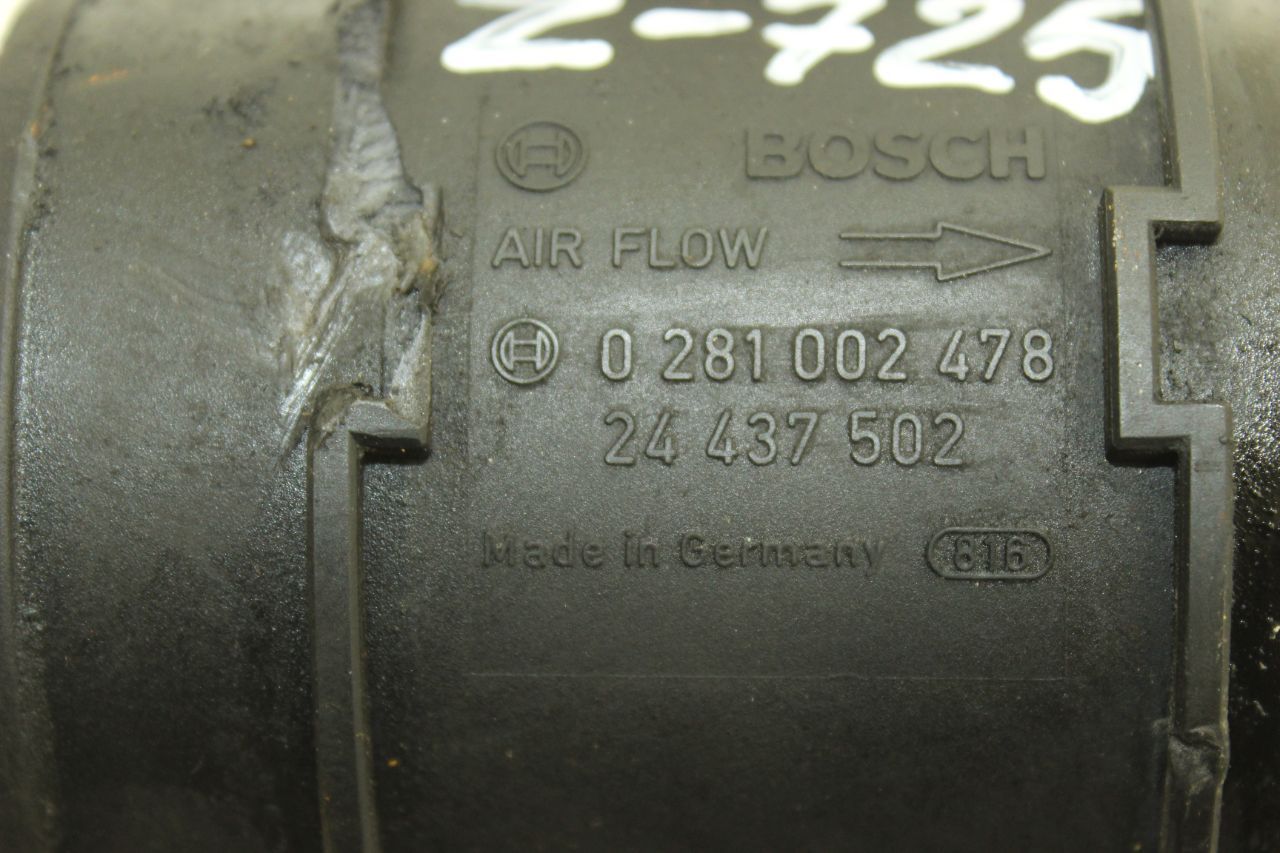 Z-725
BOSCH
AIR FLOW
0 281 002 478
24 437 502
Made in Germany 816